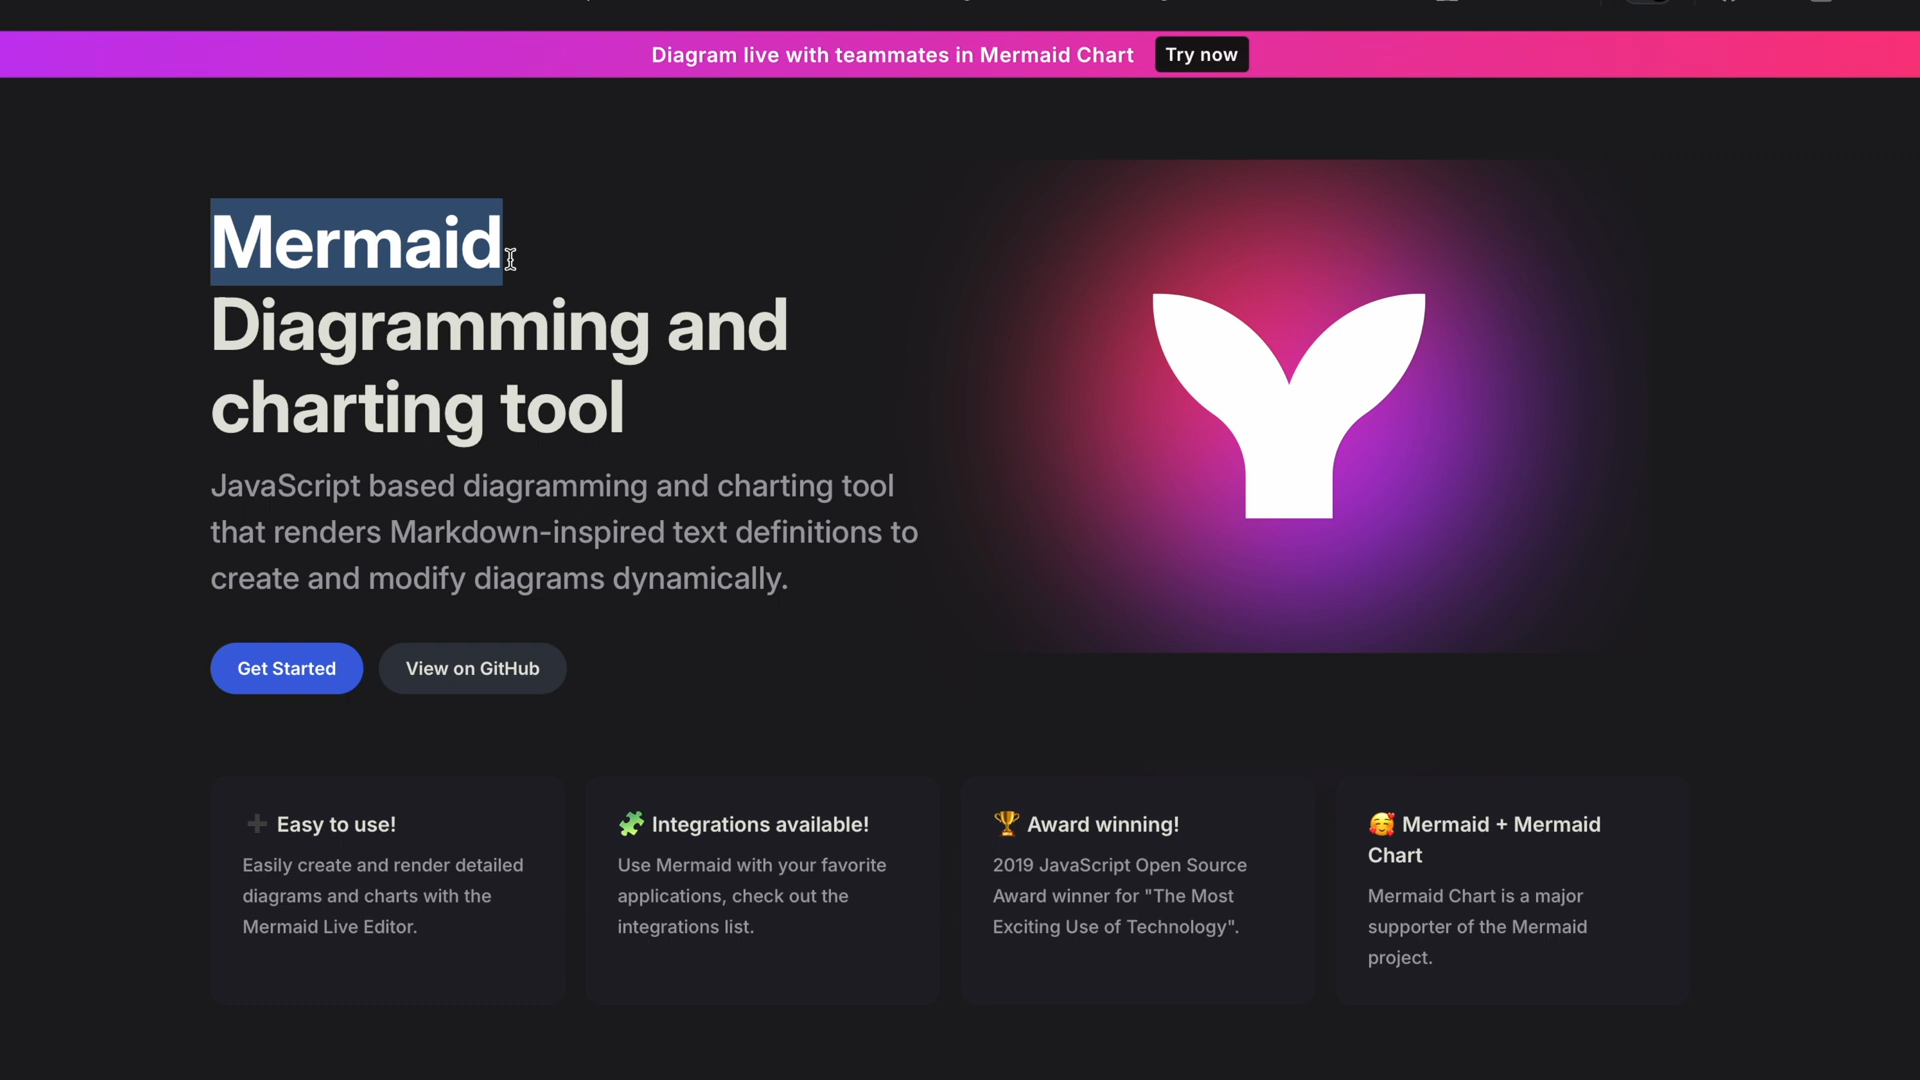 Diagram live with teammates in Mermaid Chart Try now
Mermaid
Diagramming and
charting tool
JavaScript based diagramming and charting tool
that renders Markdown-inspired text definitions to
create and modify diagrams dynamically.
Get Started View on GitHub
➕ Easy to use!
Easily create and render detailed
diagrams and charts with the
Mermaid Live Editor.
🧩 Integrations available!
Use Mermaid with your favorite
applications, check out the
integrations list.
🏆 Award winning!
2019 JavaScript Open Source
Award winner for "The Most
Exciting Use of Technology".
🥰 Mermaid + Mermaid
Chart
Mermaid Chart is a major
supporter of the Mermaid
project.